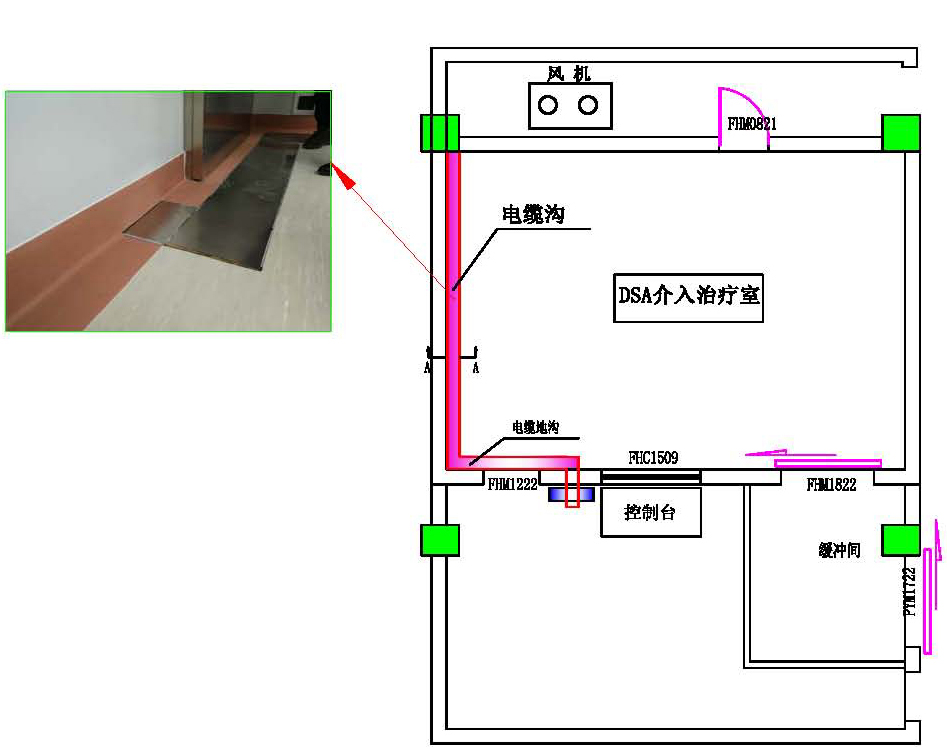 风 机
FHM0821
电缆沟
DSA介入治疗室
A
A
电缆地沟
FHC1509
FHM1222
FHM1822
控制台
缓冲间
PYM1722